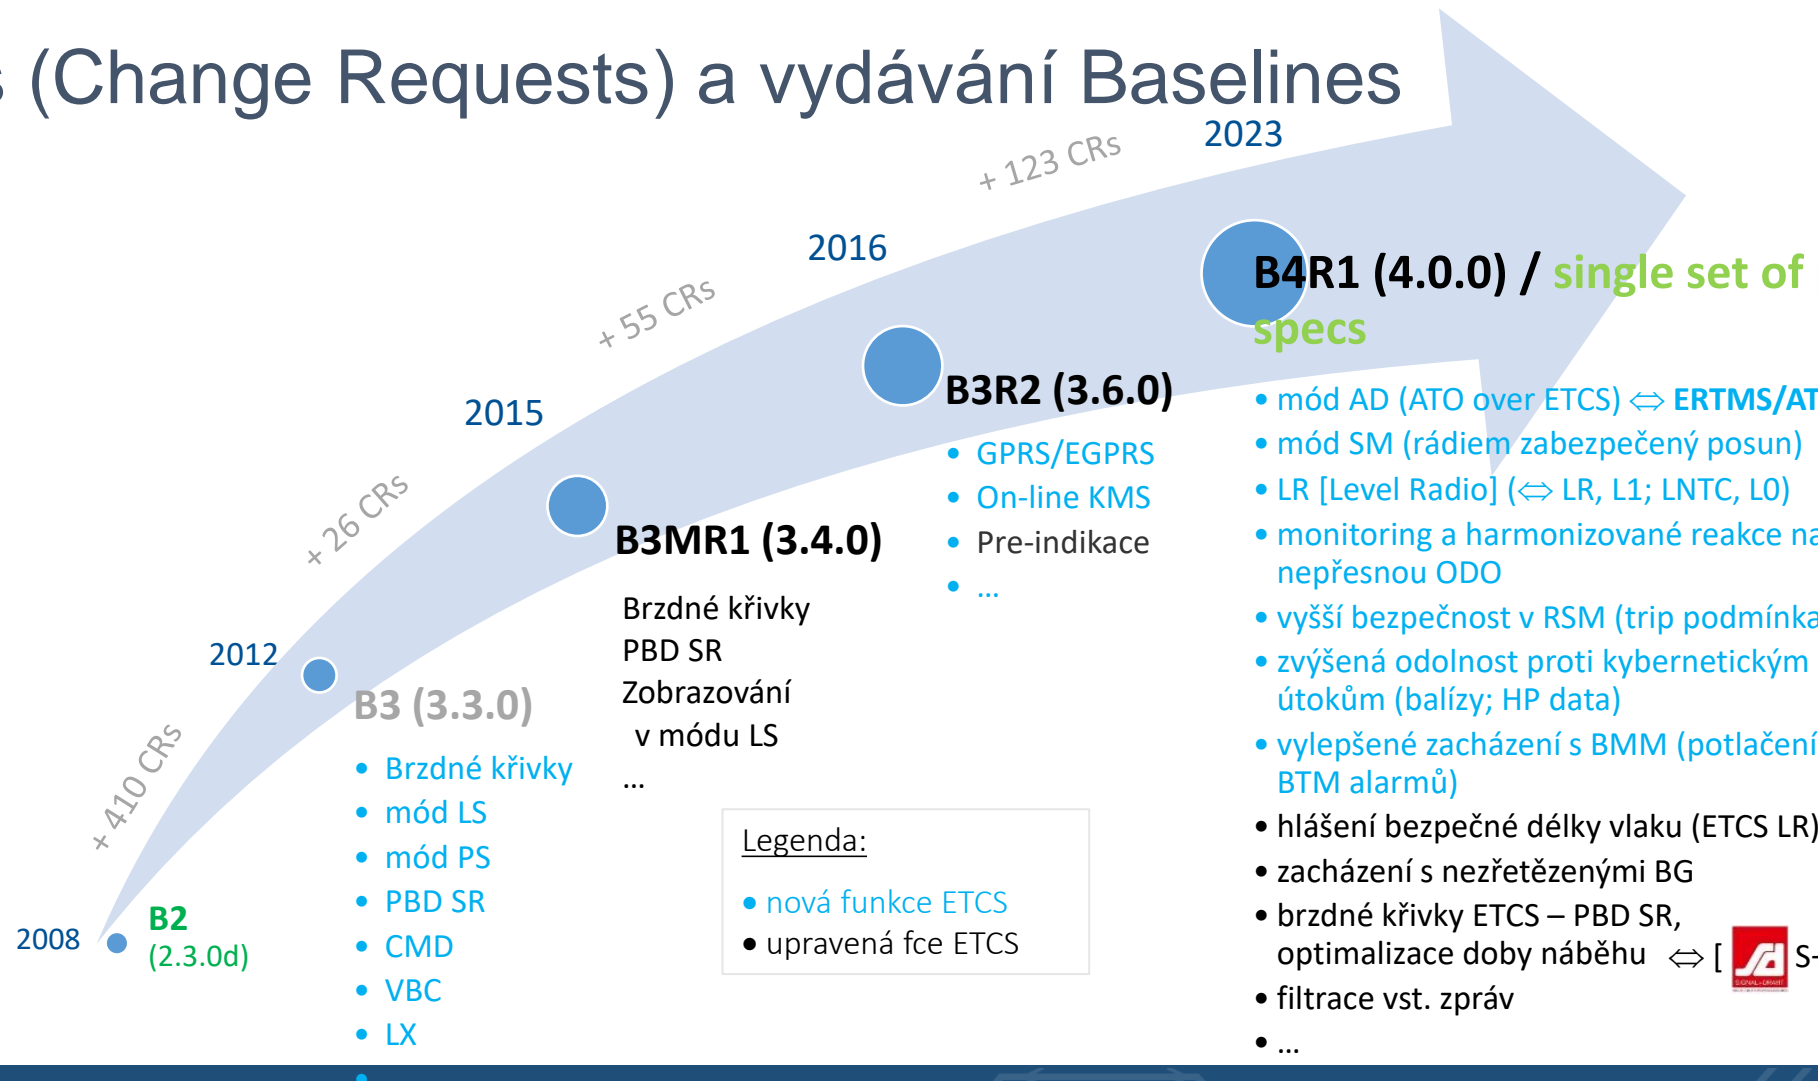 (Change Requests) a vydávání Baselines
2023
+ 123 CRs
2016
+ 55 CRs
2015
+ 26 CRs
2012
+ 410 CRs
2008
B2
(2.3.0d)
B3 (3.3.0)
• Brzdné křivky
• mód LS
• mód PS
• PBD SR
• CMD
• VBC
• LX
B3MR1 (3.4.0)
Brzdné křivky
PBD SR
Zobrazování
v módu LS
...
B3R2 (3.6.0)
• GPRS/EGPRS
• On-line KMS
• Pre-indikace
• ...
B4R1 (4.0.0) / single set of
specs
• mód AD (ATO over ETCS) ⇔ ERTMS/AT
• mód SM (rádiem zabezpečený posun)
• LR [Level Radio] (⇔ LR, L1; LNTC, L0)
• monitoring a harmonizované reakce na
nepřesnou ODO
• vyšší bezpečnost v RSM (trip podmínka
• zvýšená odolnost proti kybernetickým
útokům (balízy; HP data)
• vylepšené zacházení s BMM (potlačení
BTM alarmů)
• hlášení bezpečné délky vlaku (ETCS LR)
• zacházení s nezřetězenými BG
• brzdné křivky ETCS – PBD SR,
optimalizace doby náběhu ⇔ [ S-
SIGNAL+DRAHT
• filtrace vst. zpráv
• ...
Legenda:
• nová funkce ETCS
• upravená fce ETCS